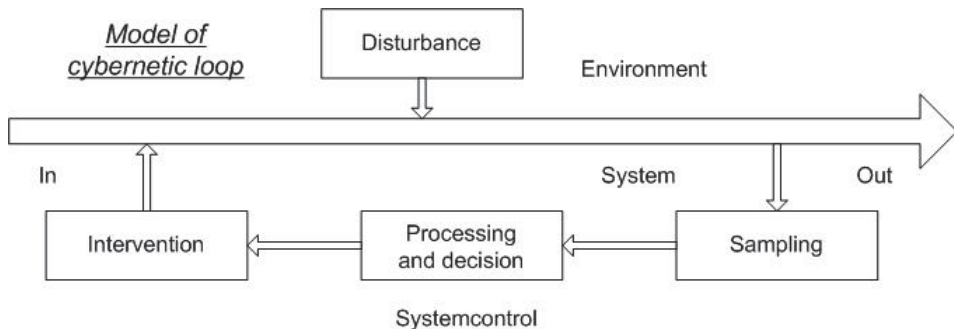 Model of
cybernetic loop
Disturbance
Environment
In
System
Out
Intervention
Processing
and decision
Sampling
Systemcontrol